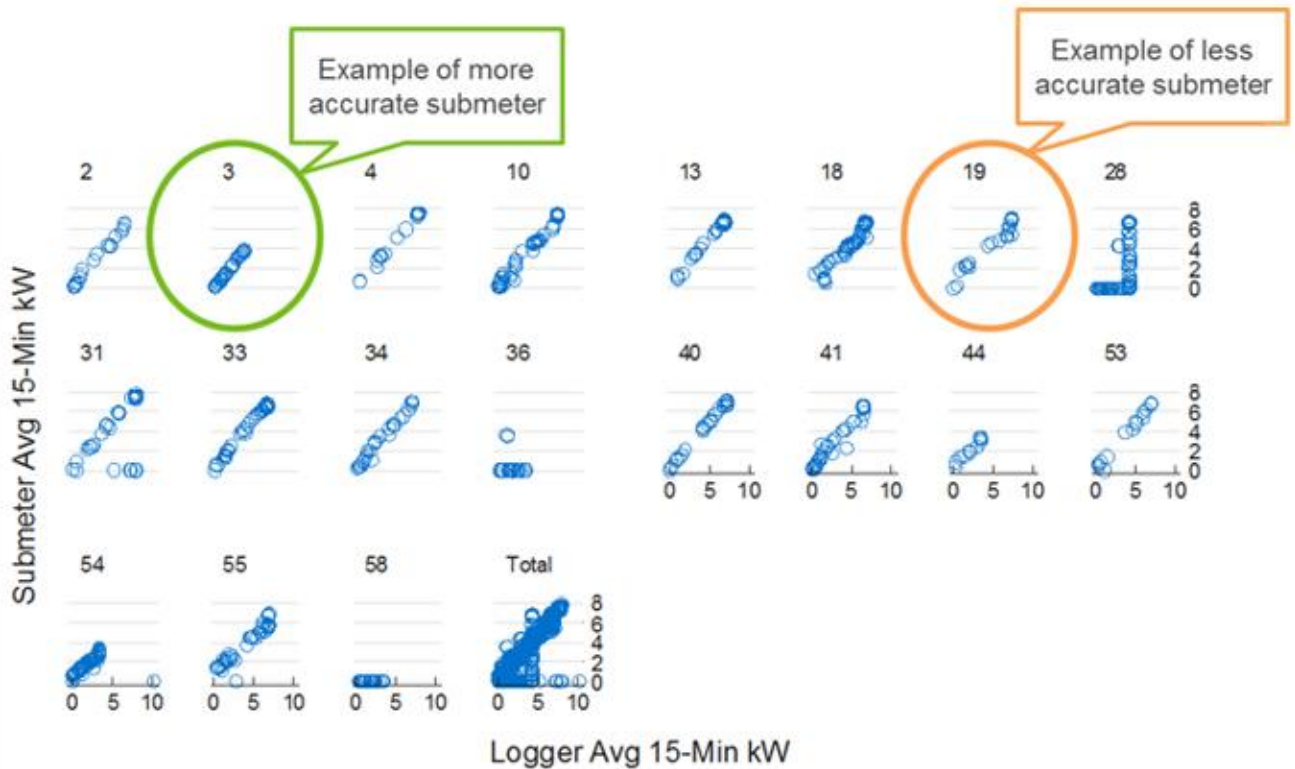 Example of more
accurate submeter
Example of less
accurate submeter
2 3 4 10 13 18 19 28
8
6
4
2
0
31 33 34 36 40 41 44 53
8
6
4
2
0
0 5 10 0 5 10 0 5 10 0 5 10
54 55 58 Total
8
6
4
2
0
0 5 10 0 5 10 0 5 10 0 5 10
Submeter Avg 15-Min kW
Logger Avg 15-Min kW